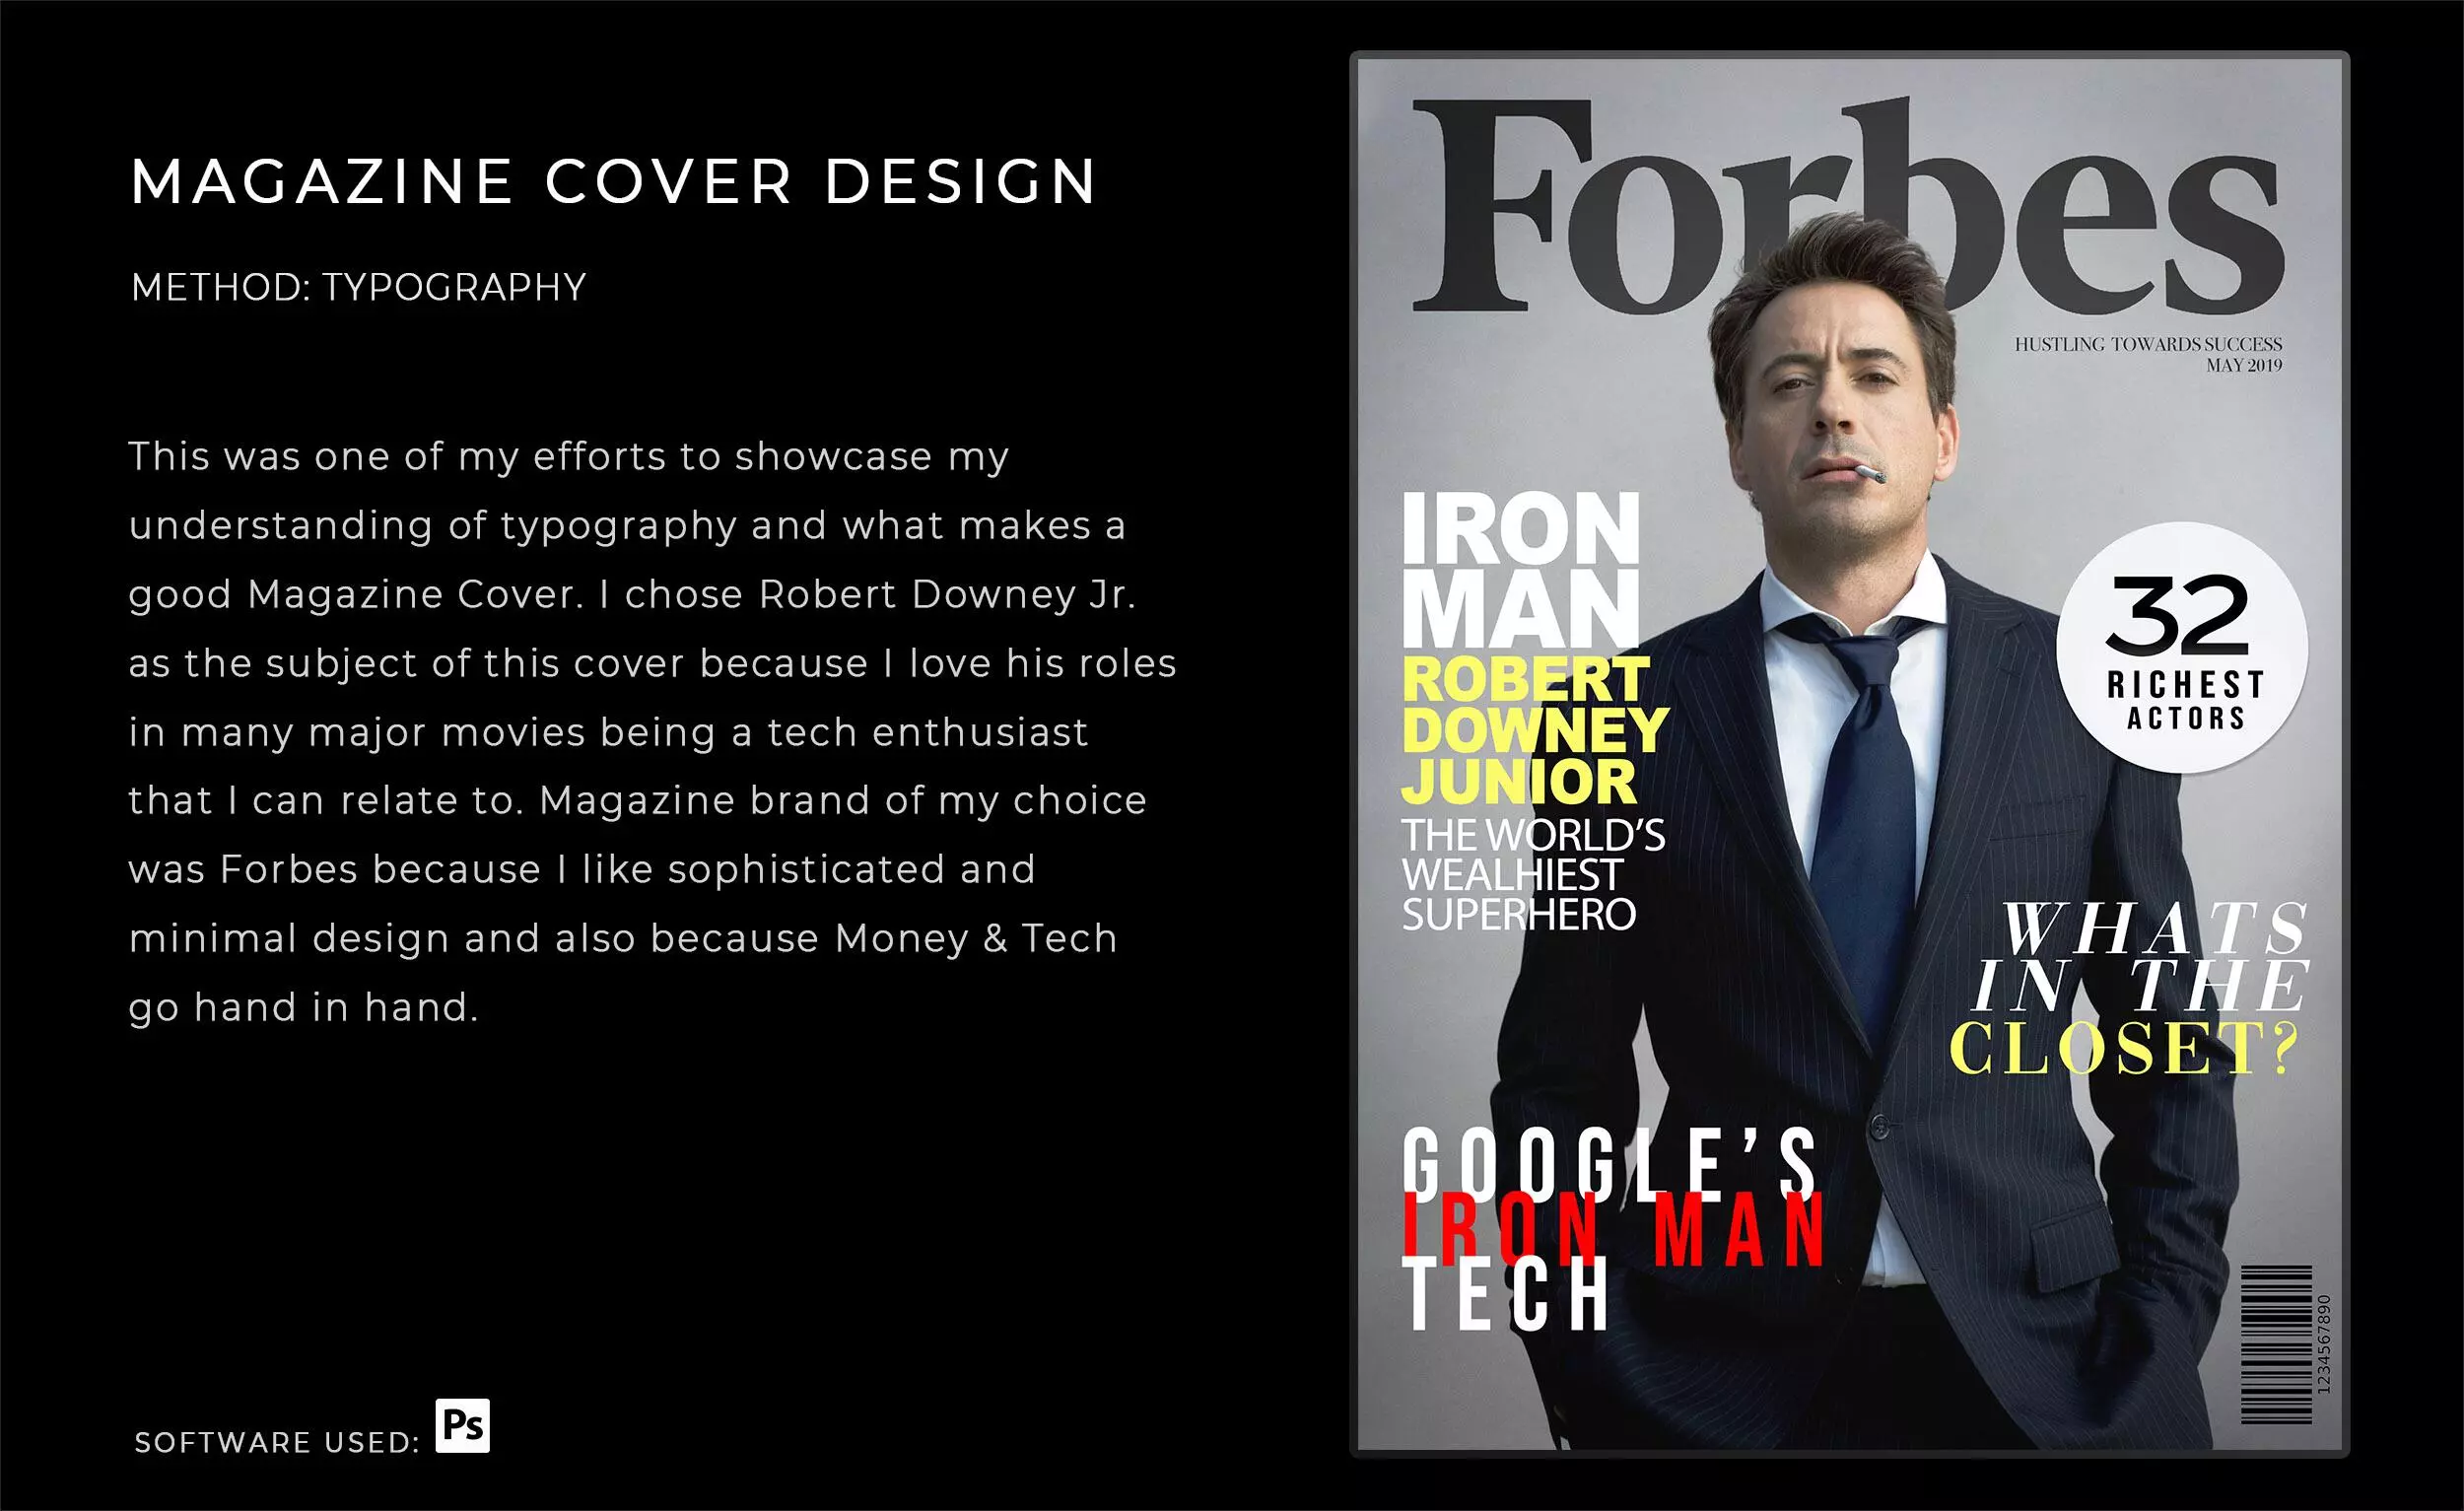 MAGAZINE COVER DESIGN
METHOD: TYPOGRAPHY
This was one of my efforts to showcase my
understanding of typography and what makes a
good Magazine Cover. I chose Robert Downey Jr.
as the subject of this cover because I love his roles
in many major movies being a tech enthusiast
that I can relate to. Magazine brand of my choice
was Forbes because I like sophisticated and
minimal design and also because Money & Tech
go hand in hand.
SOFTWARE USED: Ps
Forbes
HUSTLING TOWARDS SUCCESS
MAY 2019
IRON
MAN
ROBERT
DOWNEY
JUNIOR
THE WORLD'S
WEALHIEST
SUPERHERO
32
RICHEST
ACTORS
WHATS
IN THE
CLOSET?
GOOGLE'S
IRON MAN
TECH
1234567890